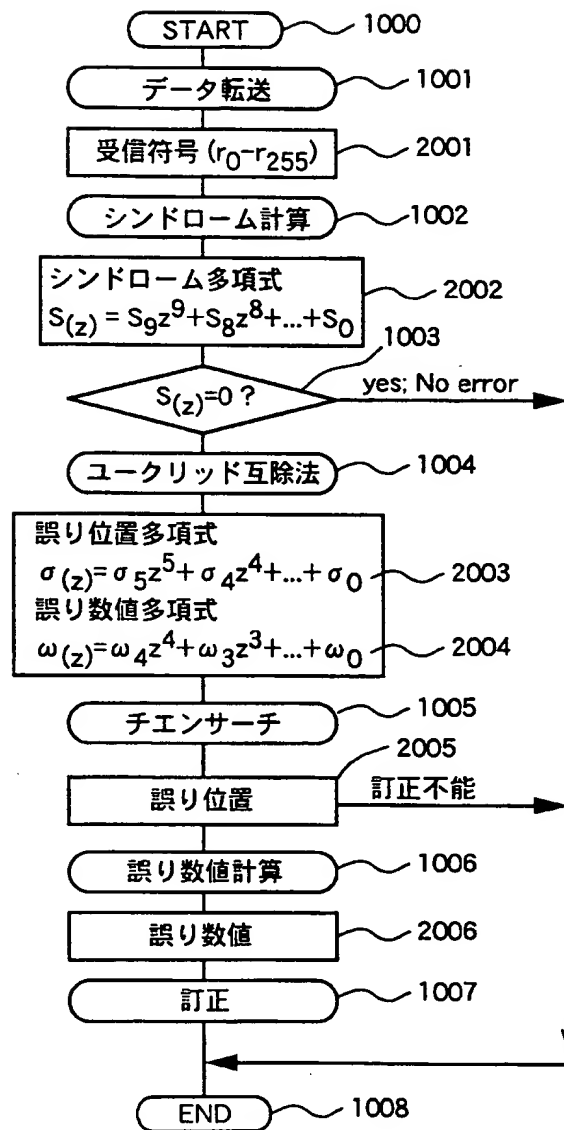 START 1000
データ転送 1001
受信符号 (r₀-r₂₅₅) 2001
シンドローム計算 1002
シンドローム多項式
S₍z₎ = S₉z⁹+S₈z⁸+...+S₀ 2002
1003
S₍z₎=0 ? yes; No error
ユークリッド互除法 1004
誤り位置多項式
σ₍z₎=σ₅z⁵+σ₄z⁴+...+σ₀ 2003
誤り数値多項式
ω₍z₎=ω₄z⁴+ω₃z³+...+ω₀ 2004
チエンサーチ 1005
2005
誤り位置 訂正不能
誤り数値計算 1006
誤り数値 2006
訂正 1007
END 1008